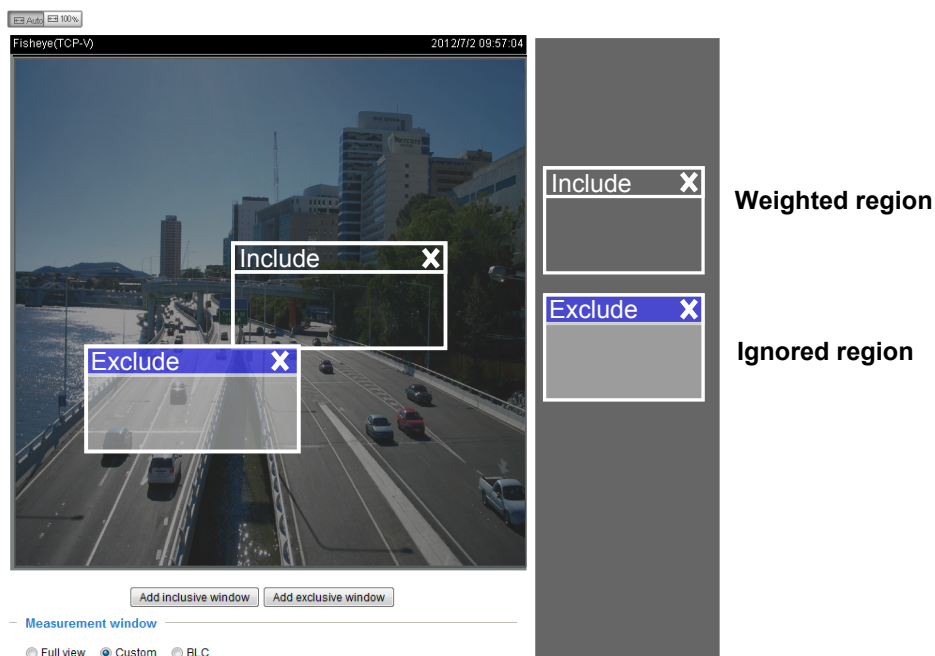 Auto 100%
Fisheye(TCP-V) 2012/7/2 09:57:04
Include
Weighted region
Include
Exclude
Ignored region
Exclude
Add inclusive window Add exclusive window
Measurement window
Full view Custom BLC